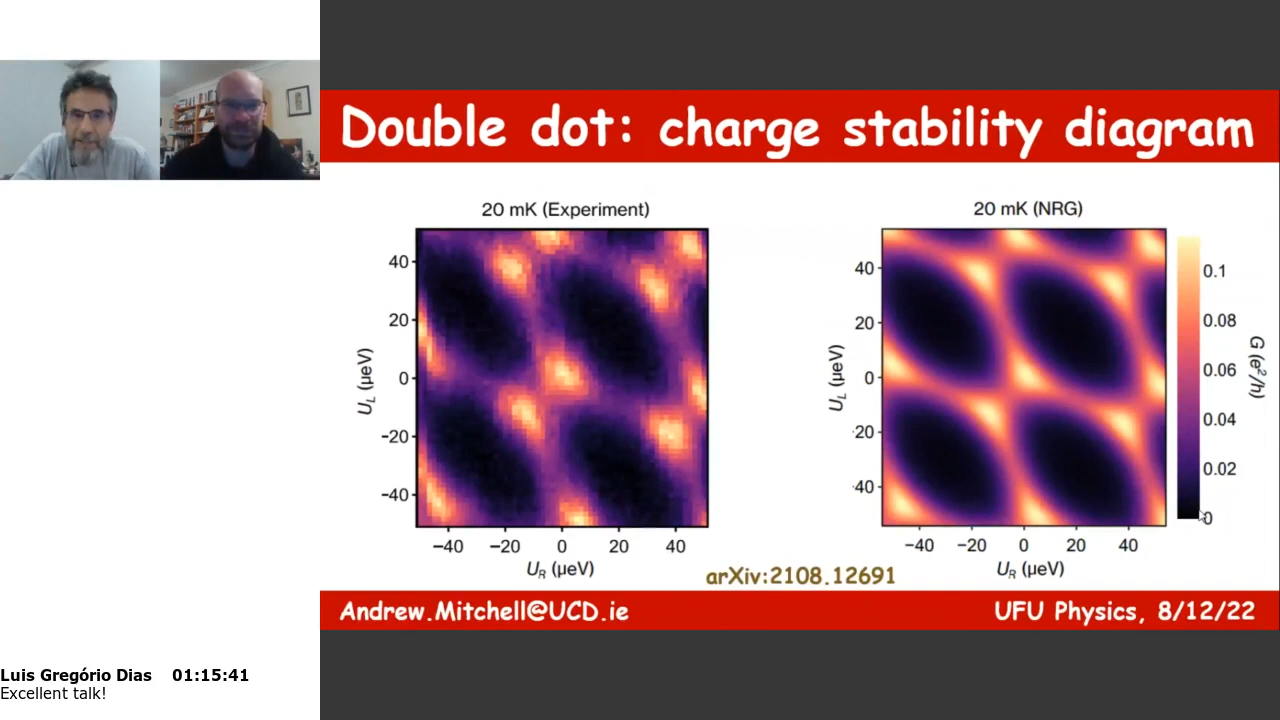 Double dot: charge stability diagram
20 mK (Experiment)
40
20
0
−20
−40
U_L (µeV)
−40 −20 0 20 40
U_R (µeV)
20 mK (NRG)
40
20
0
-20
-40
U_L (µeV)
−40 −20 0 20 40
U_R (µeV)
0.1
0.08
0.06
0.04
0.02
0
G (e²/h)
arXiv:2108.12691
Andrew.Mitchell@UCD.ie
UFU Physics, 8/12/22
Luis Gregório Dias 01:15:41
Excellent talk!